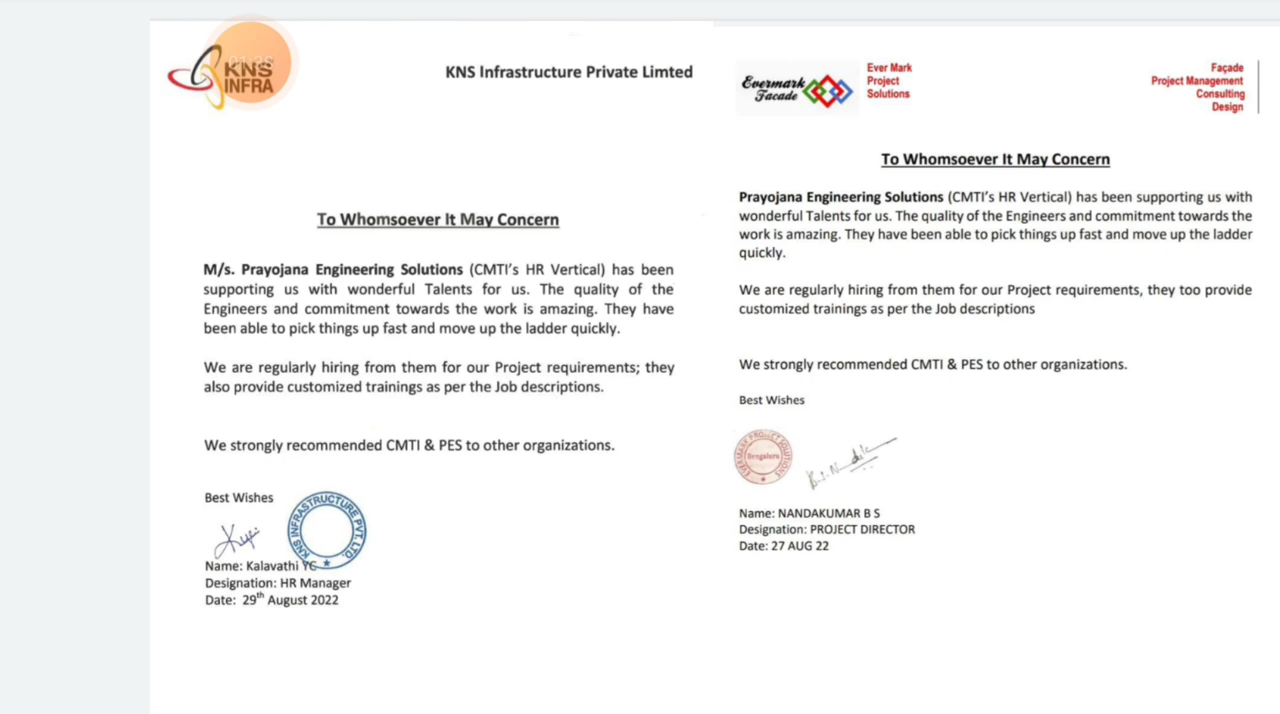 KNS
INFRA
KNS Infrastructure Private Limted
To Whomsoever It May Concern
M/s. Prayojana Engineering Solutions (CMTI's HR Vertical) has been
supporting us with wonderful Talents for us. The quality of the
Engineers and commitment towards the work is amazing. They have
been able to pick things up fast and move up the ladder quickly.
We are regularly hiring from them for our Project requirements; they
also provide customized trainings as per the Job descriptions.
We strongly recommended CMTI & PES to other organizations.
Best Wishes
KNS INFRASTRUCTURE PVT. LTD.
Name: Kalavathi YC
Designation: HR Manager
Date: 29th August 2022
Evermark
Facade
Ever Mark
Project
Solutions
Façade
Project Management
Consulting
Design
To Whomsoever It May Concern
Prayojana Engineering Solutions (CMTI's HR Vertical) has been supporting us with
wonderful Talents for us. The quality of the Engineers and commitment towards the
work is amazing. They have been able to pick things up fast and move up the ladder
quickly.
We are regularly hiring from them for our Project requirements, they too provide
customized trainings as per the Job descriptions
We strongly recommended CMTI & PES to other organizations.
Best Wishes
EVERMARK PROJECT SOLUTIONS
Bengaluru
Name: NANDAKUMAR B S
Designation: PROJECT DIRECTOR
Date: 27 AUG 22